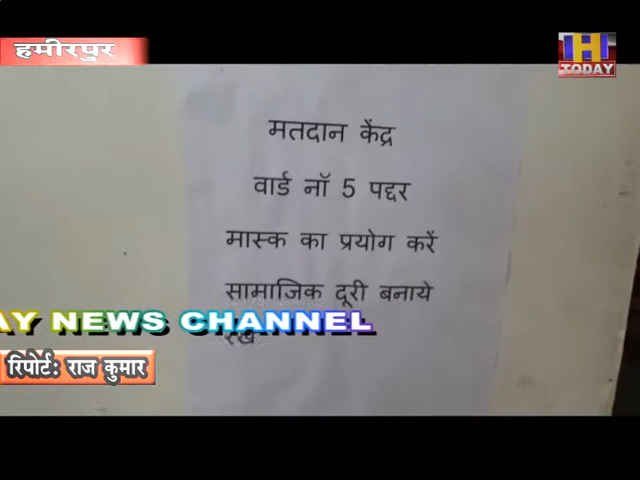 हमीरपुर
H
TODAY
मतदान केंद्र
वार्ड नॉ 5 पद्दर
मास्क का प्रयोग करें
सामाजिक दूरी बनाये
AY NEWS CHANNEL
रिपोर्ट: राज कुमार